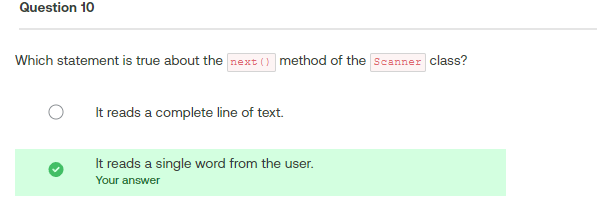 Question 10
Which statement is true about the next() method of the Scanner class?
It reads a complete line of text.
It reads a single word from the user.
Your answer